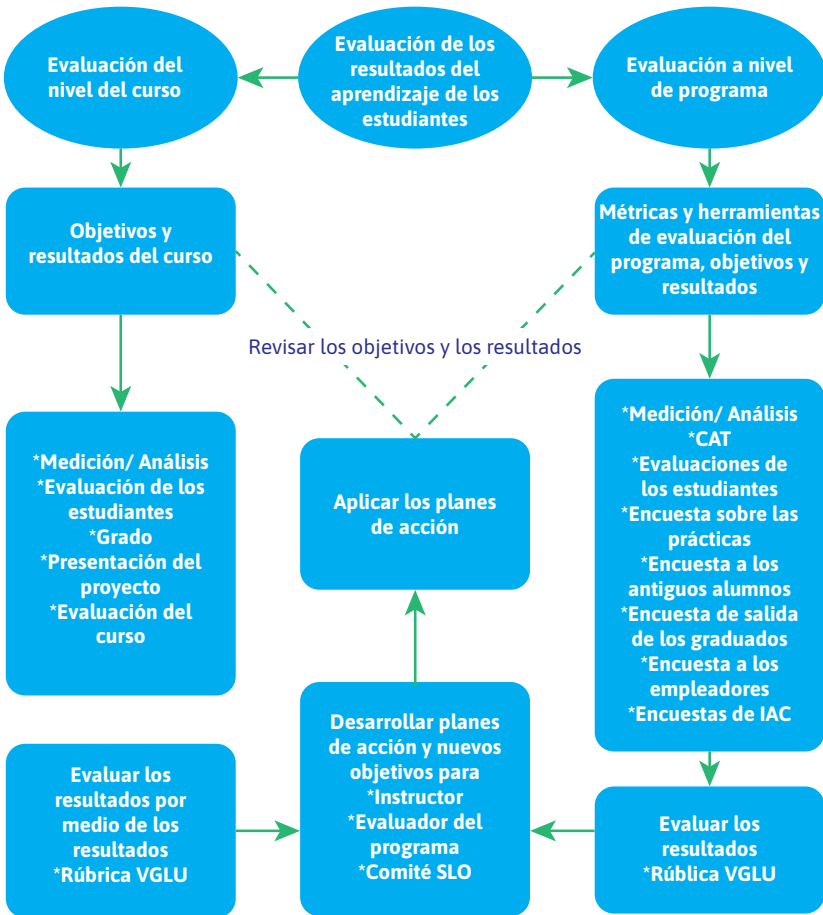 Evaluación del
nivel del curso
Evaluación de los
resultados del
aprendizaje de los
estudiantes
Evaluación a nivel
de programa
Objetivos y
resultados del curso
Métricas y herramientas
de evaluación del
programa, objetivos y
resultados
Revisar los objetivos y los resultados
*Medición/ Análisis
*Evaluación de los
estudiantes
*Grado
*Presentación del
proyecto
*Evaluación del
curso
Aplicar los planes
de acción
*Medición/ Análisis
*CAT
*Evaluaciones de
los estudiantes
*Encuesta sobre las
prácticas
*Encuesta a los
antiguos alumnos
*Encuesta de salida
de los graduados
*Encuesta a los
empleadores
*Encuestas de IAC
Evaluar los
resultados por
medio de los
resultados
*Rúbrica VGLU
Desarrollar planes
de acción y nuevos
objetivos para
*Instructor
*Evaluador del
programa
*Comité SLO
Evaluar los
resultados
*Rública VGLU